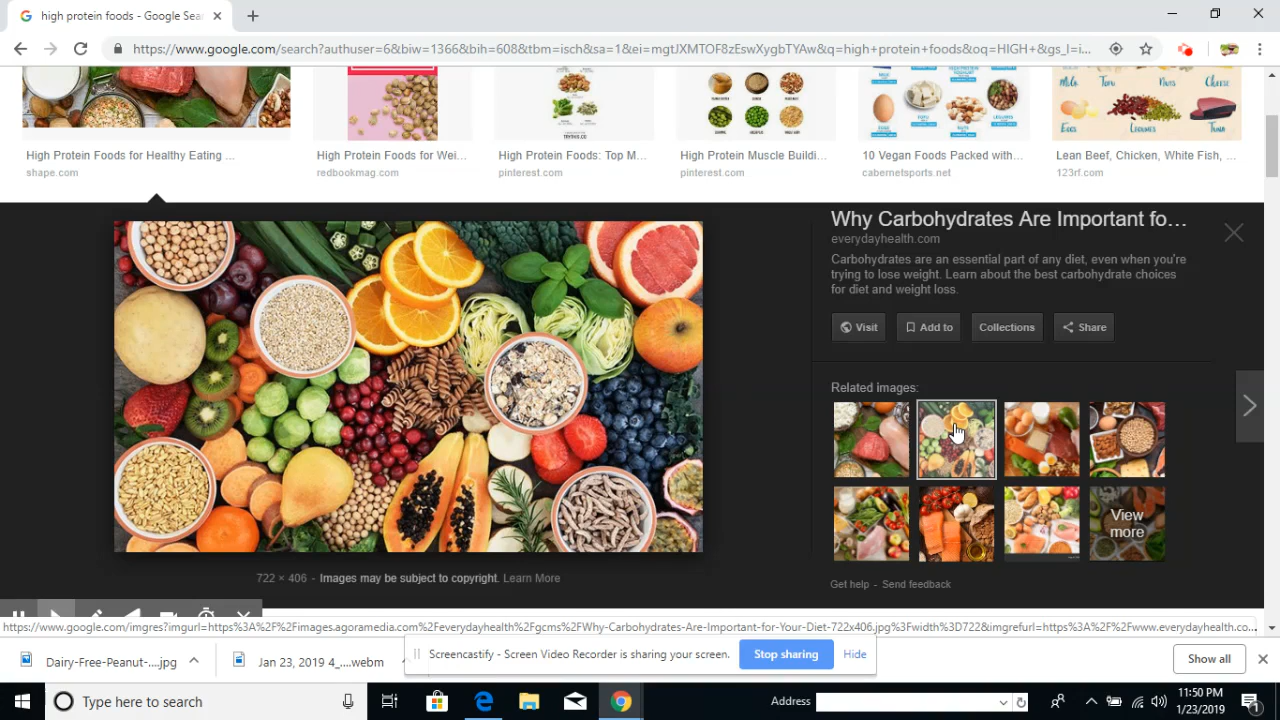 high protein foods - Google Sear
https://www.google.com/search?authuser=6&biw=1366&bih=608&tbm=isch&sa=1&ei=mgtJXMTOF8zEswXygbTYAw&q=high+protein+foods&oq=HIGH+&gs_l=i...
Milk Tofu Nuts Cheese
EGGS LEGUMES TUNA
High Protein Foods for Healthy Eating ...
shape.com
High Protein Foods for Wei...
redbookmag.com
High Protein Foods: Top M...
pinterest.com
High Protein Muscle Buildi...
pinterest.com
10 Vegan Foods Packed with...
cabernetsports.net
Lean Beef, Chicken, White Fish, ...
123rf.com
Why Carbohydrates Are Important fo...
everydayhealth.com
Carbohydrates are an essential part of any diet, even when you're
trying to lose weight. Learn about the best carbohydrate choices
for diet and weight loss.
Visit
Add to
Collections
Share
Related images:
View
more
Get help - Send feedback
722 × 406 - Images may be subject to copyright. Learn More
https://www.google.com/imgres?imgurl=https%3A%2F%2Fimages.agoramedia.com%2Feverydayhealth%2Fgcms%2FWhy-Carbohydrates-Are-Important-for-Your-Diet-722x406.jpg%3Fwidth%3D722&imgrefurl=https%3A%2F%2Fwww.everydayhealth.co...
Dairy-Free-Peanut-....jpg
Jan 23, 2019 4_....webm
Screencastify - Screen Video Recorder is sharing your screen.
Stop sharing
Hide
Show all
Type here to search
Address
11:50 PM
1/23/2019
1